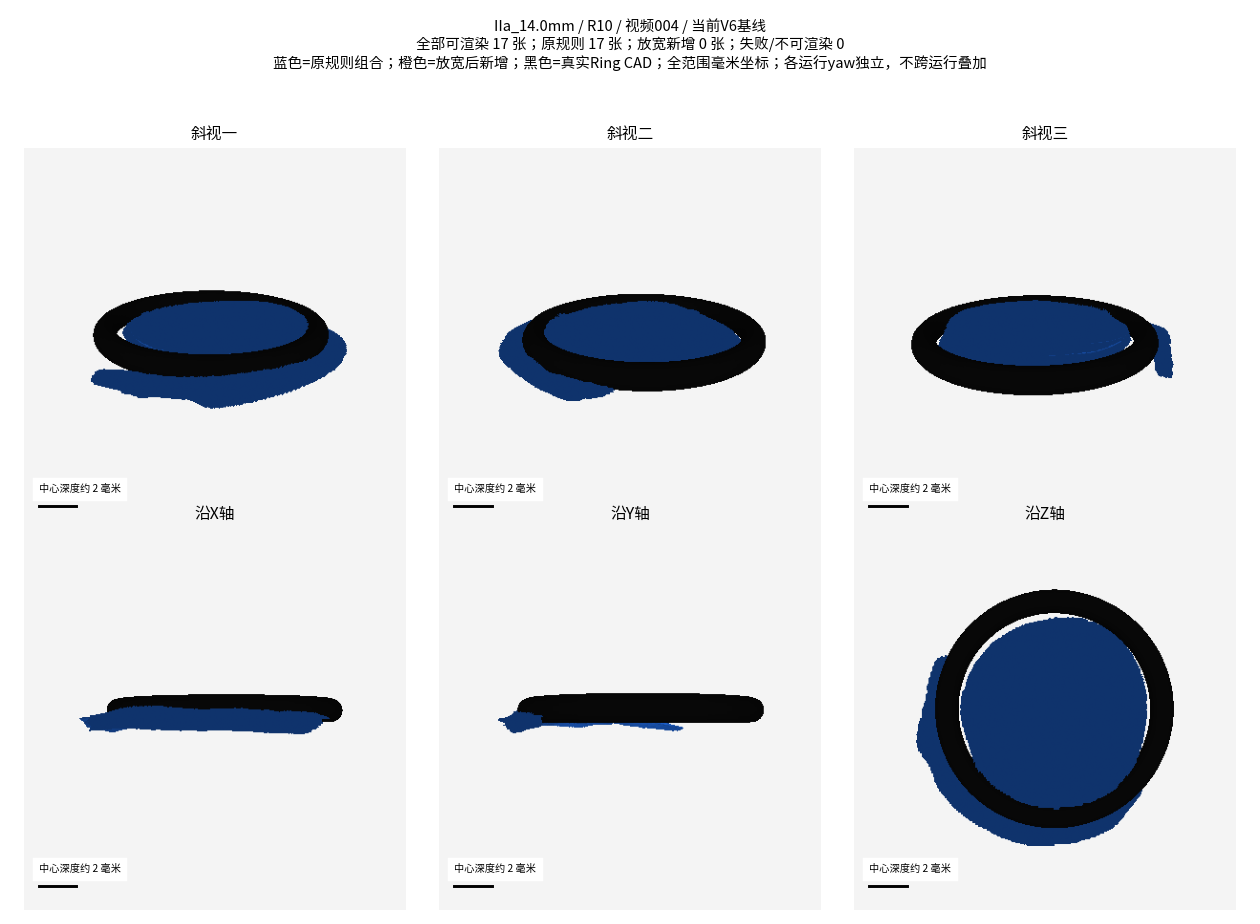 IIa_14.0mm / R10 / 视频004 / 当前V6基线
全部可渲染 17 张；原规则 17 张；放宽新增 0 张；失败/不可渲染 0
蓝色=原规则组合；橙色=放宽后新增；黑色=真实Ring CAD；全范围毫米坐标；各运行yaw独立，不跨运行叠加
斜视一
斜视二
斜视三
中心深度约 2 毫米
中心深度约 2 毫米
中心深度约 2 毫米
沿X轴
沿Y轴
沿Z轴
中心深度约 2 毫米
中心深度约 2 毫米
中心深度约 2 毫米